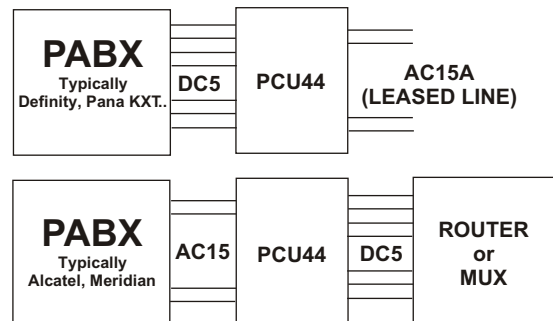 PABX
Typically
Definity, Pana KXT..
DC5
PCU44
AC15A
(LEASED LINE)
PABX
Typically
Alcatel, Meridian
AC15
PCU44
DC5
ROUTER
or
MUX